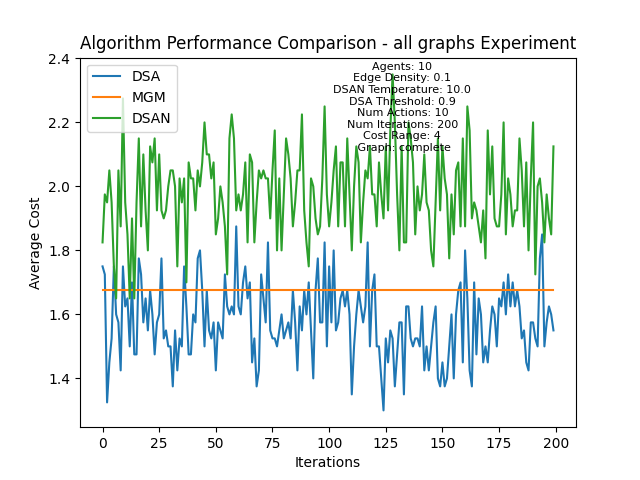 Algorithm Performance Comparison - all graphs Experiment
DSA
MGM
DSAN
Agents: 10
Edge Density: 0.1
DSAN Temperature: 10.0
DSA Threshold: 0.9
Num Actions: 10
Num Iterations: 200
Cost Range: 4
Graph: complete
Average Cost
2.4
2.2
2.0
1.8
1.6
1.4
0
25
50
75
100
125
150
175
200
Iterations